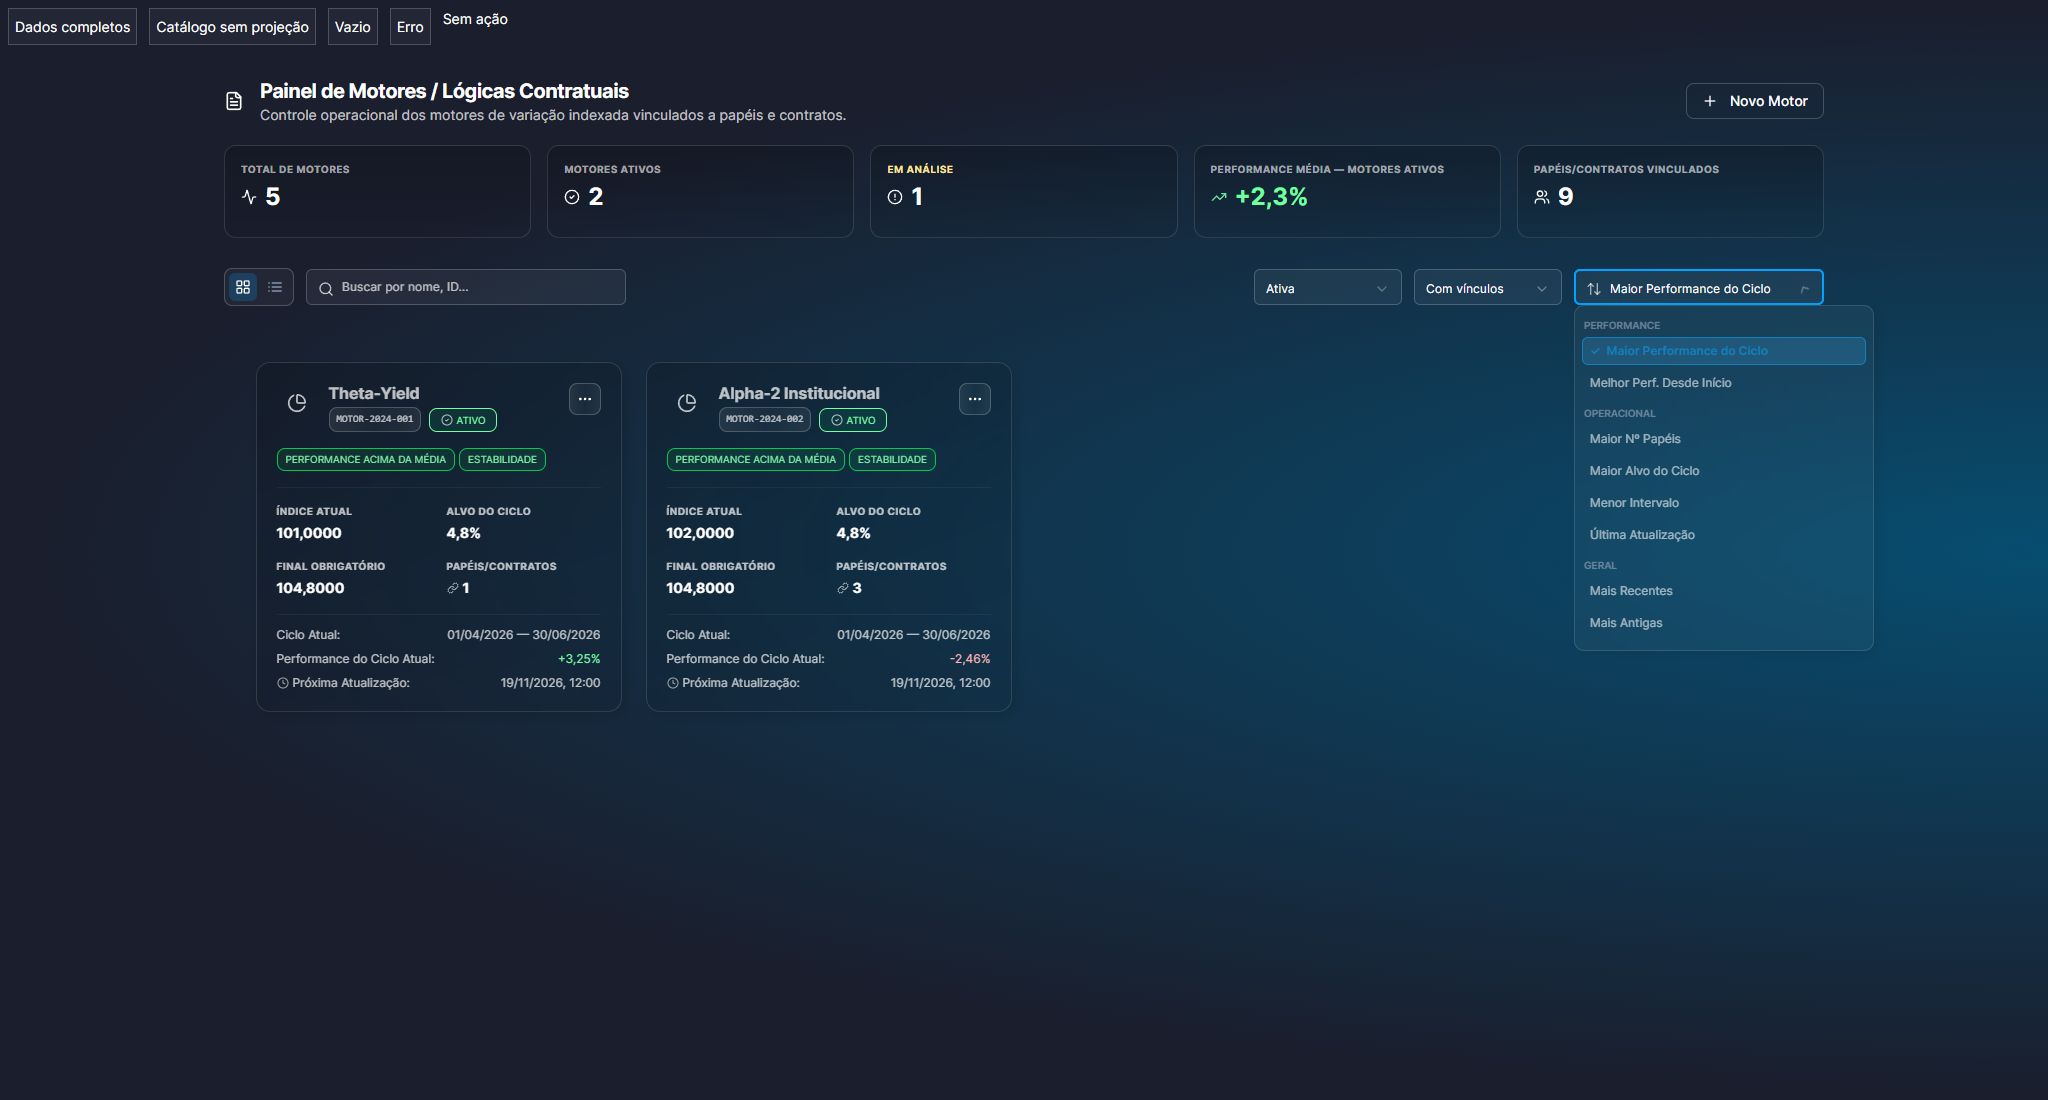 Dados completos
Catálogo sem projeção
Vazio
Erro
Sem ação
Painel de Motores / Lógicas Contratuais
Controle operacional dos motores de variação indexada vinculados a papéis e contratos.
Novo Motor
TOTAL DE MOTORES
5
MOTORES ATIVOS
2
EM ANÁLISE
1
PERFORMANCE MÉDIA — MOTORES ATIVOS
+2,3%
PAPÉIS/CONTRATOS VINCULADOS
9
Buscar por nome, ID...
Ativa
Com vínculos
Maior Performance do Ciclo
PERFORMANCE
Maior Performance do Ciclo
Melhor Perf. Desde Início
OPERACIONAL
Maior Nº Papéis
Maior Alvo do Ciclo
Menor Intervalo
Última Atualização
GERAL
Mais Recentes
Mais Antigas
Theta-Yield
MOTOR-2024-001
ATIVO
PERFORMANCE ACIMA DA MÉDIA
ESTABILIDADE
ÍNDICE ATUAL
101,0000
ALVO DO CICLO
4,8%
FINAL OBRIGATÓRIO
104,8000
PAPÉIS/CONTRATOS
1
Ciclo Atual: 01/04/2026 — 30/06/2026
Performance do Ciclo Atual: +3,25%
Próxima Atualização: 19/11/2026, 12:00
Alpha-2 Institucional
MOTOR-2024-002
ATIVO
PERFORMANCE ACIMA DA MÉDIA
ESTABILIDADE
ÍNDICE ATUAL
102,0000
ALVO DO CICLO
4,8%
FINAL OBRIGATÓRIO
104,8000
PAPÉIS/CONTRATOS
3
Ciclo Atual: 01/04/2026 — 30/06/2026
Performance do Ciclo Atual: -2,46%
Próxima Atualização: 19/11/2026, 12:00